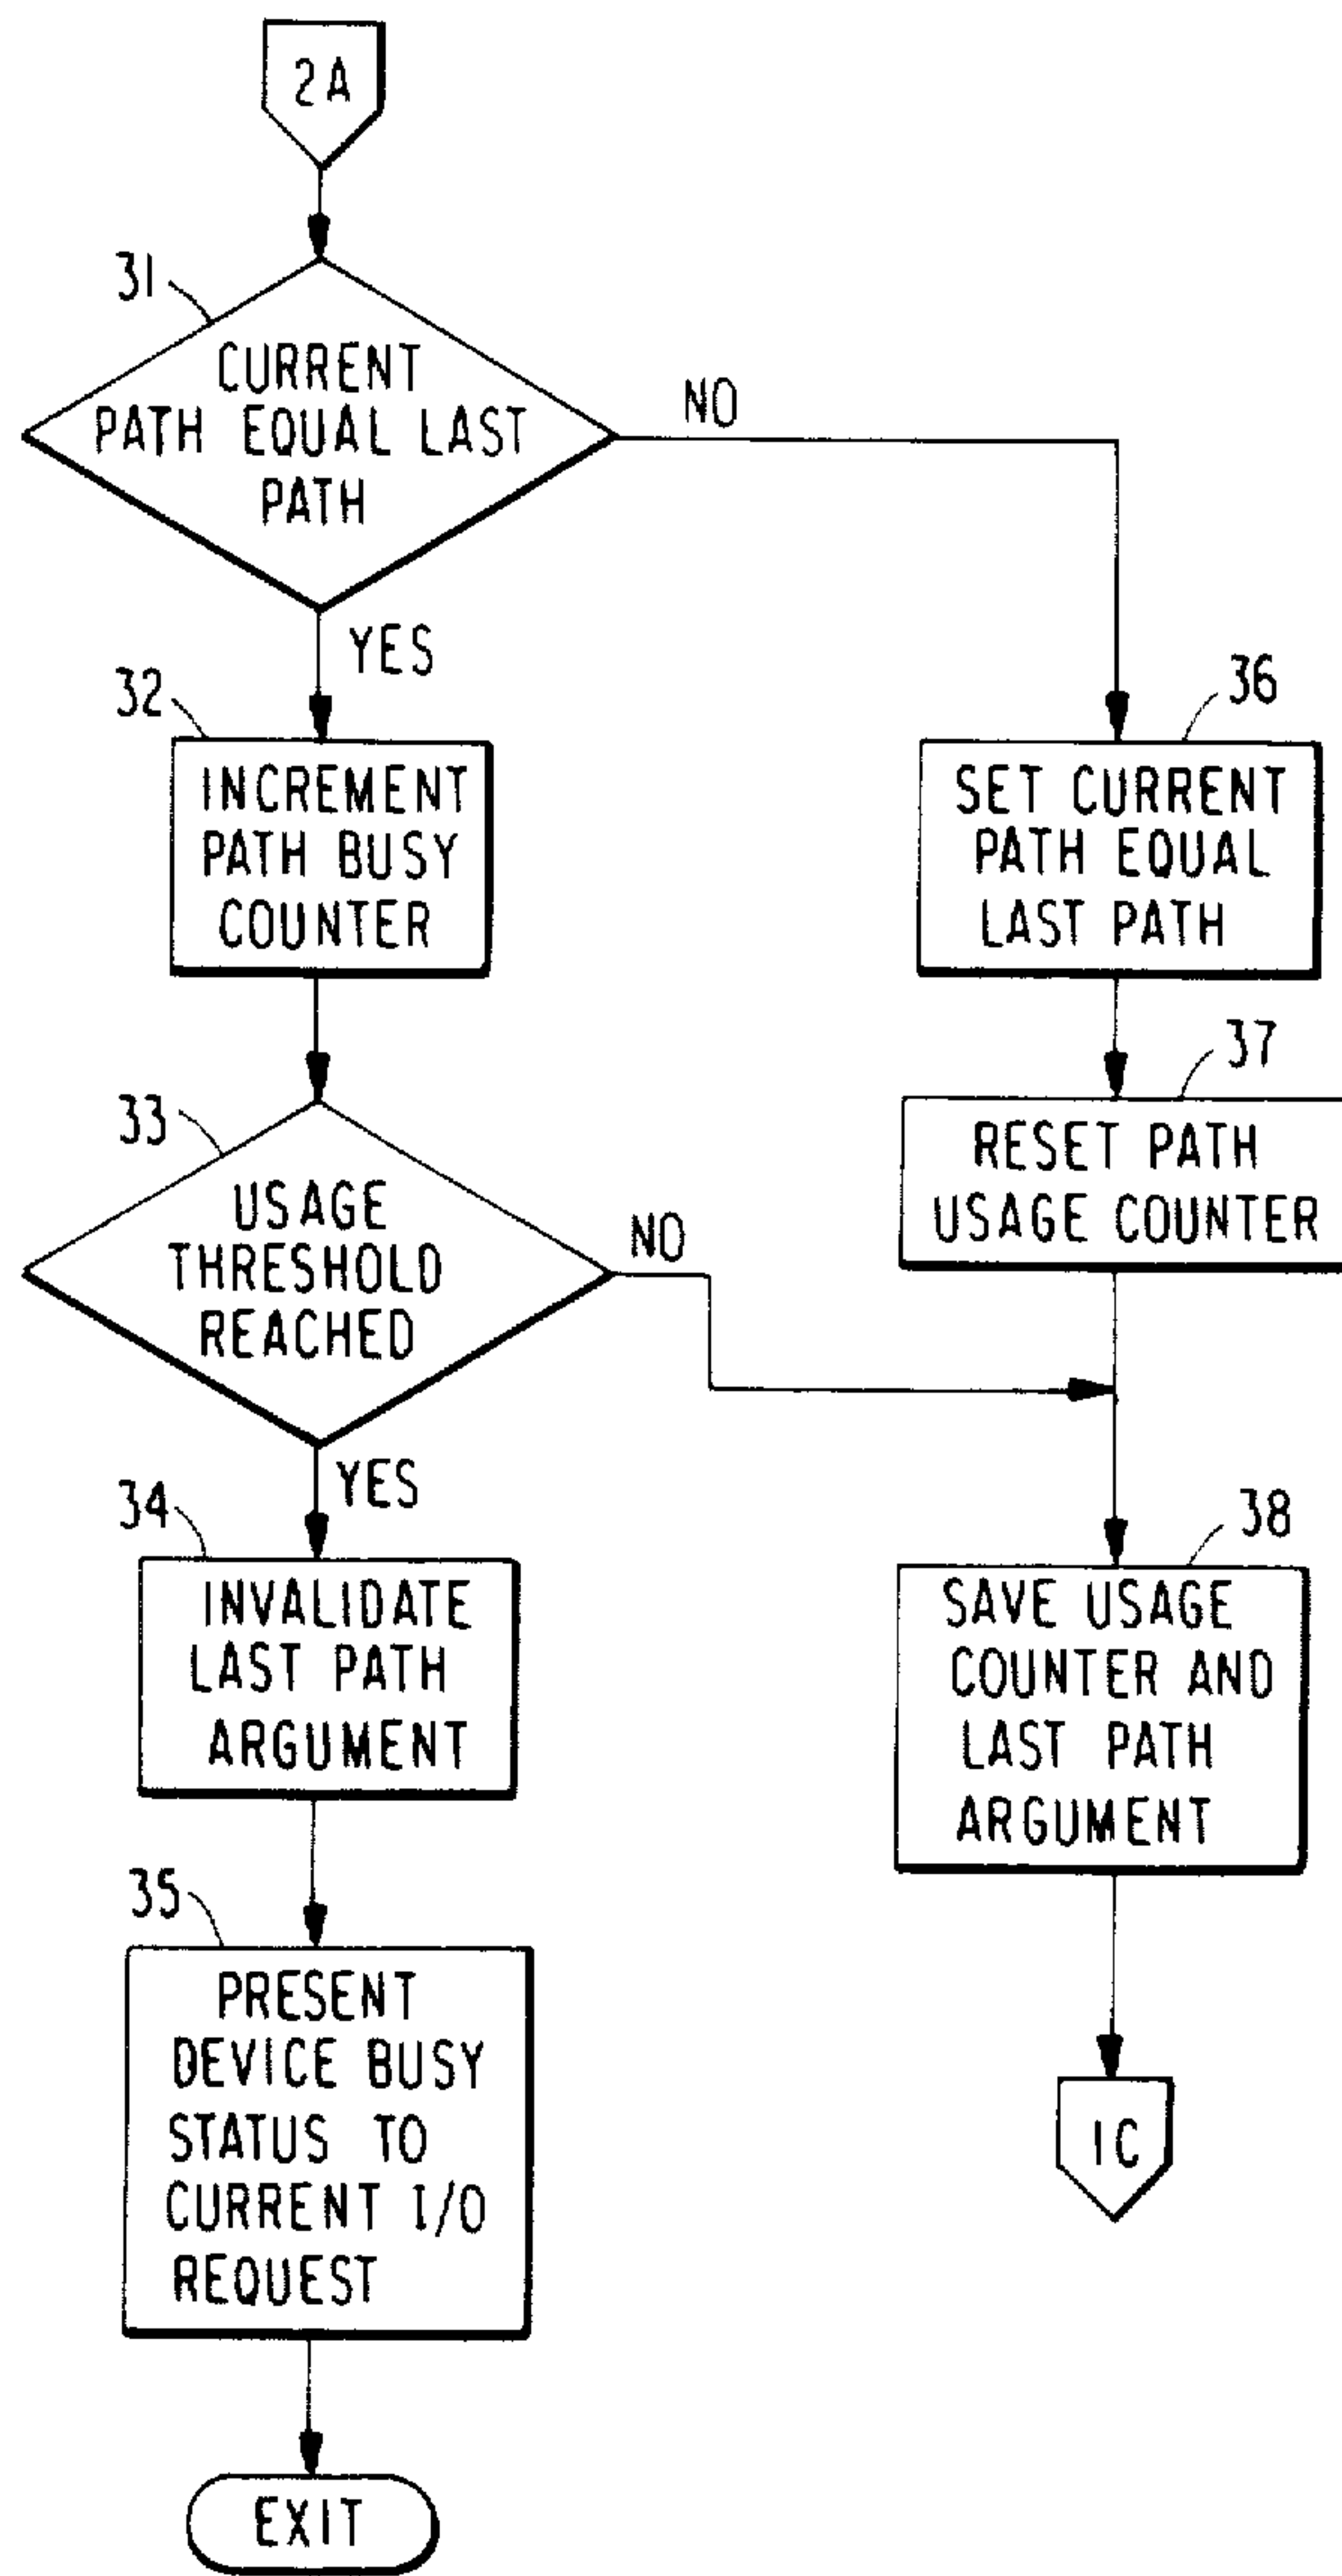 2A
31
CURRENT
PATH EQUAL LAST
PATH
NO
YES
32
INCREMENT
PATH BUSY
COUNTER
36
SET CURRENT
PATH EQUAL
LAST PATH
37
RESET PATH
USAGE COUNTER
33
USAGE
THRESHOLD
REACHED
NO
YES
34
INVALIDATE
LAST PATH
ARGUMENT
38
SAVE USAGE
COUNTER AND
LAST PATH
ARGUMENT
35
PRESENT
DEVICE BUSY
STATUS TO
CURRENT I/O
REQUEST
1C
EXIT